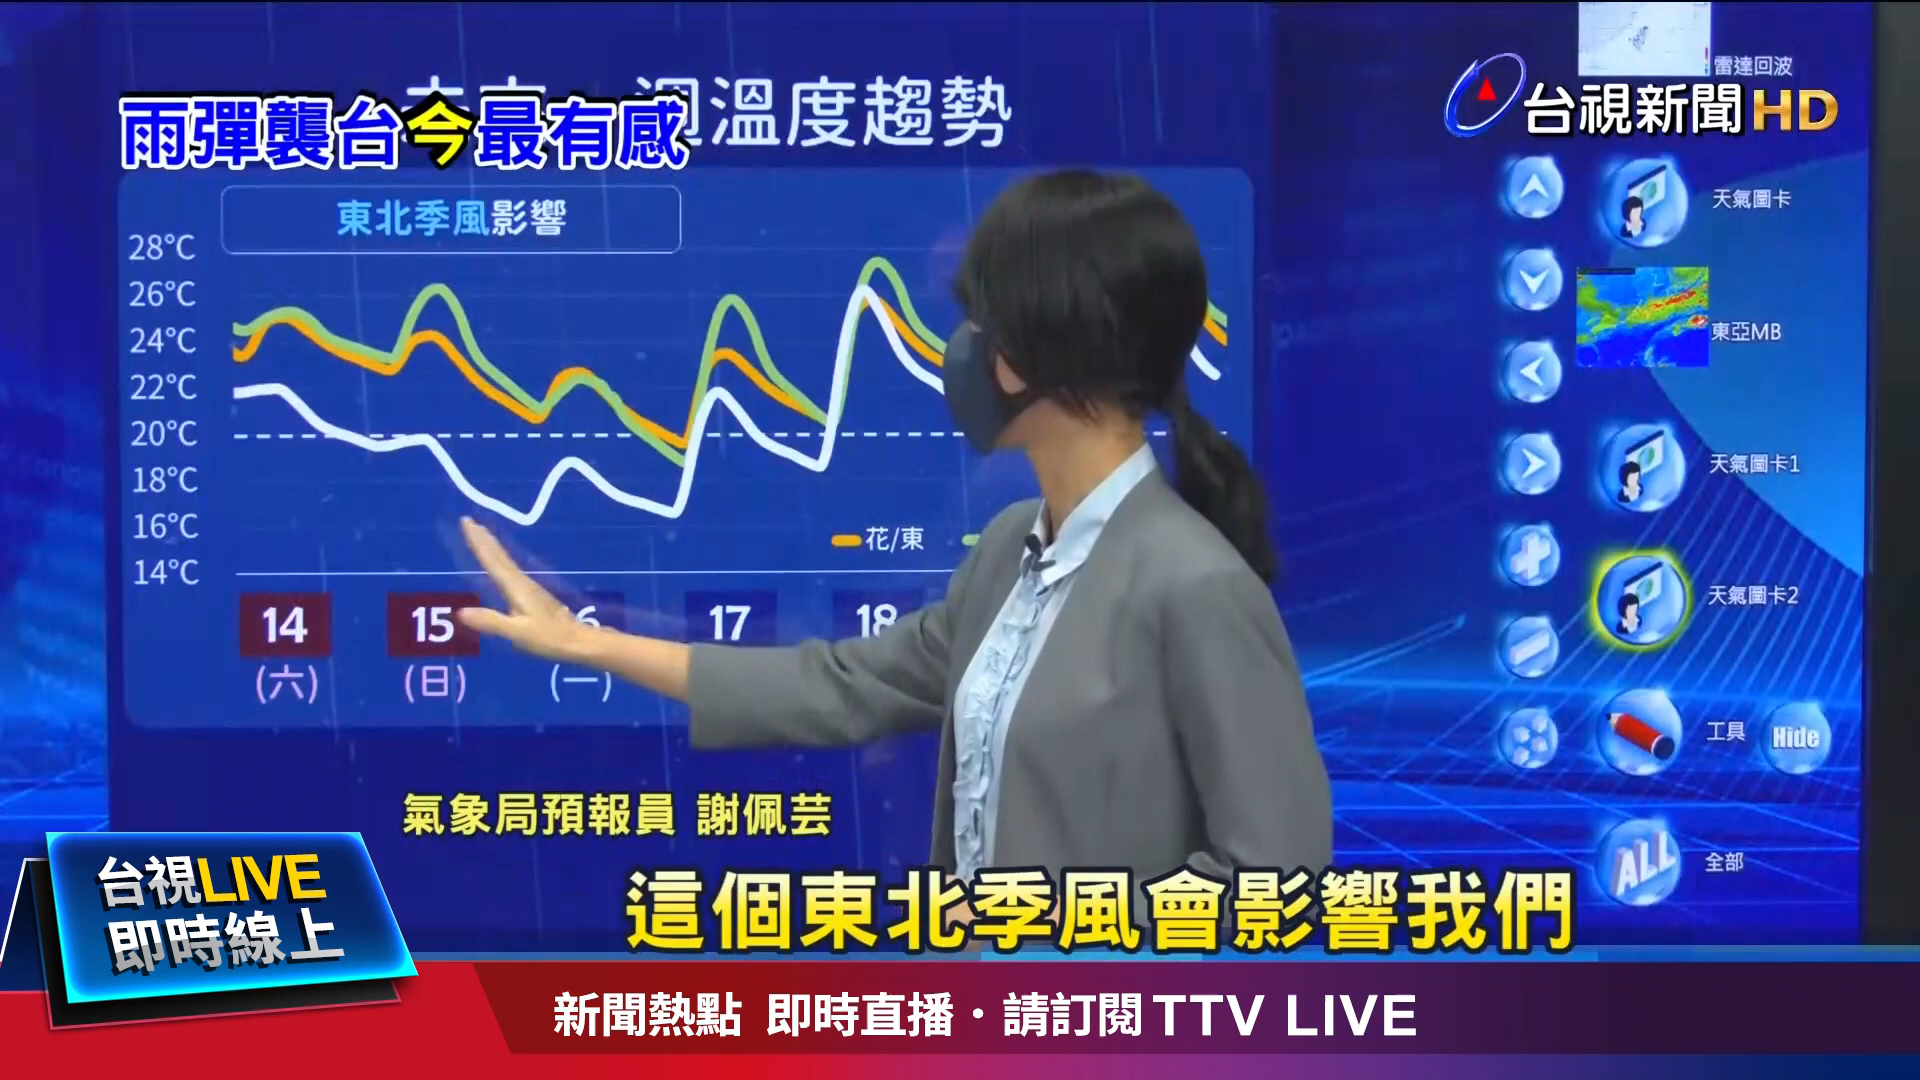 週溫度趨勢
雨彈襲台今最有感
雷達回波
台視新聞HD
東北季風影響
28°C
26°C
24°C
22°C
20°C
18°C
16°C
14°C
花/東
14
15
16
17
18
(六)
(日)
(一)
天氣圖卡
東亞MB
天氣圖卡1
天氣圖卡2
工具
Hide
ALL
全部
氣象局預報員 謝佩芸
這個東北季風會影響我們
台視LIVE
即時線上
新聞熱點 即時直播・請訂閱TTV LIVE